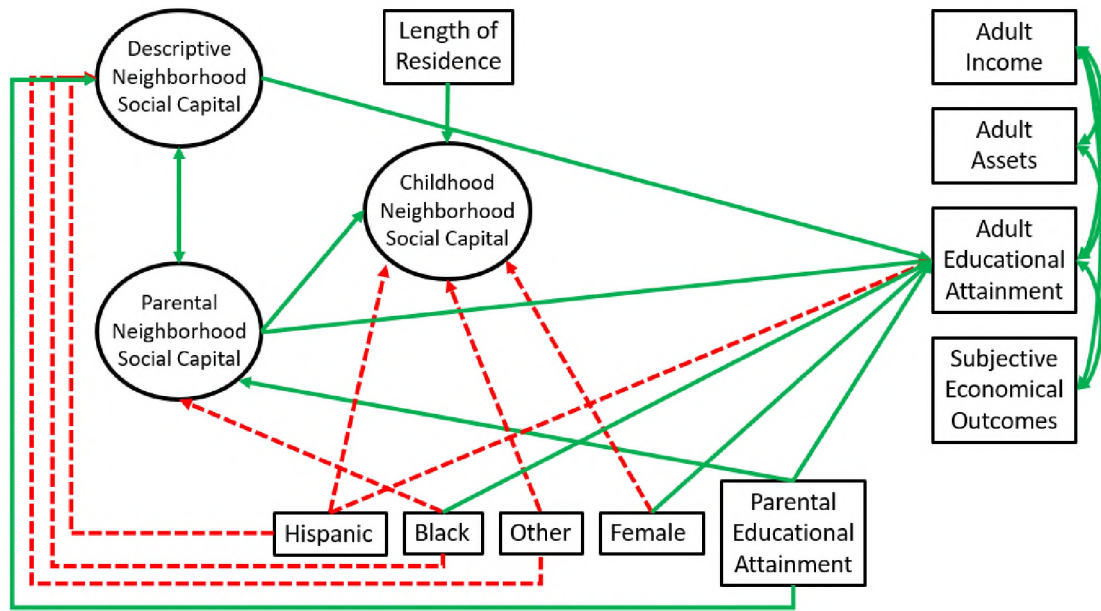 Descriptive
Neighborhood
Social Capital
Length of
Residence
Adult
Income
Adult
Assets
Childhood
Neighborhood
Social Capital
Adult
Educational
Attainment
Parental
Neighborhood
Social Capital
Subjective
Economical
Outcomes
Hispanic
Black
Other
Female
Parental
Educational
Attainment